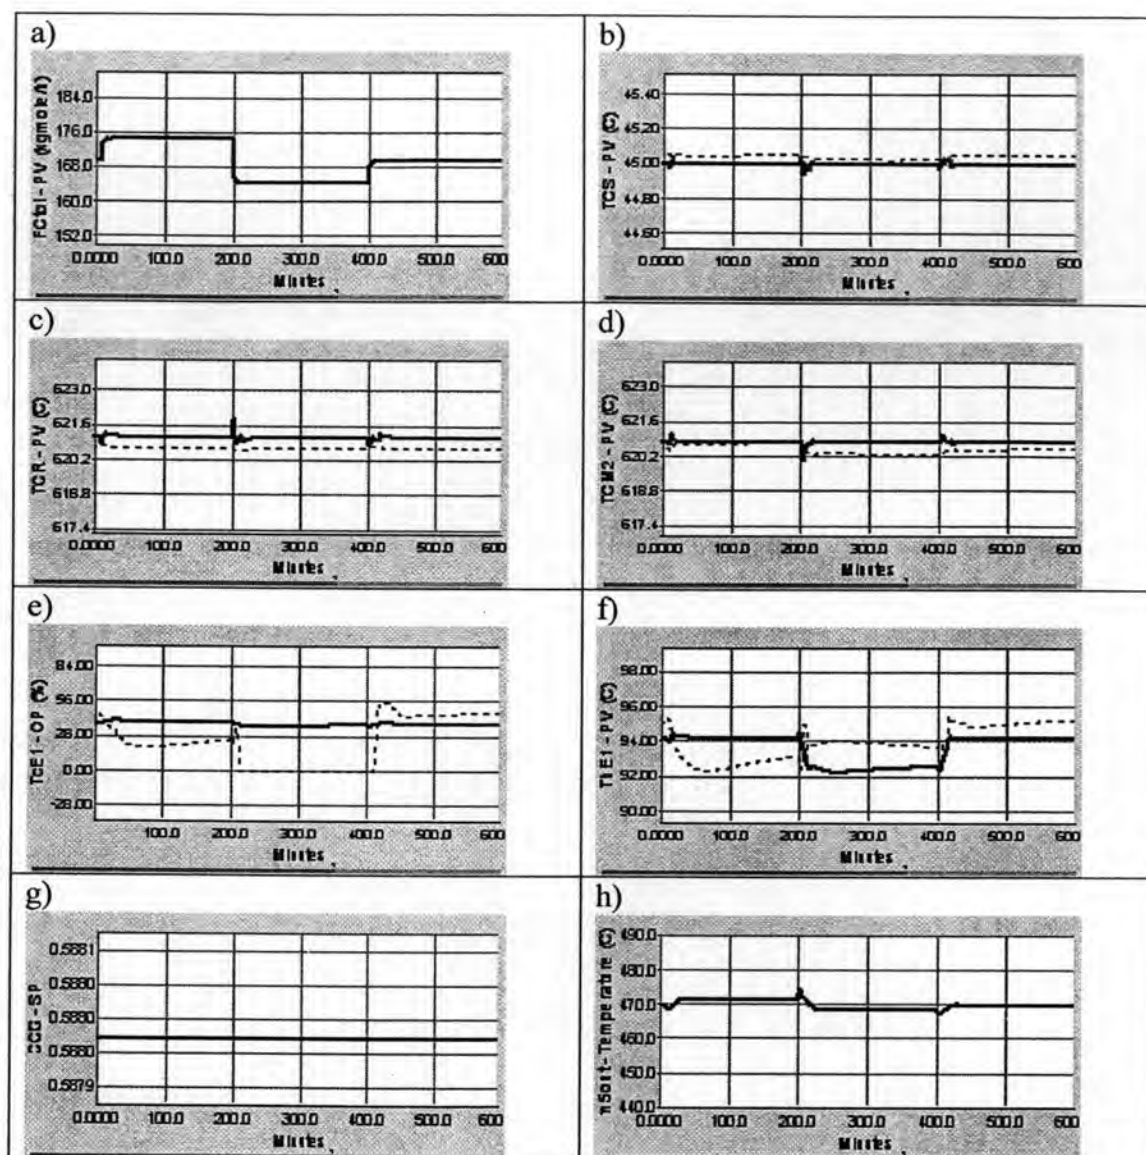 a)
FCtol - PV (kgmole/h)
184.0
176.0
168.0
160.0
152.0
0.0000 100.0 200.0 300.0 400.0 500.0 600
Minutes
b)
TCS - PV (C)
45.40
45.20
45.00
44.80
44.60
0.0000 100.0 200.0 300.0 400.0 500.0 600
Minutes
c)
TCR - PV (C)
623.0
621.6
620.2
618.8
617.4
0.0000 100.0 200.0 300.0 400.0 500.0 600
Minutes
d)
TCM2 - PV (C)
623.0
621.6
620.2
618.8
617.4
0.0000 100.0 200.0 300.0 400.0 500.0 600
Minutes
e)
TcE1 - OP (%)
84.00
56.00
28.00
0.00
-28.00
100.0 200.0 300.0 400.0 500.0 600
Minutes
f)
98.00
96.00
94.00
92.00
90.00
0.0000 100.0 200.0 300.0 400.0 500.0 600
Minutes
g)
0.5881
0.5880
0.5880
0.5880
0.5879
0.0000 100.0 200.0 300.0 400.0 500.0 600
Minutes
h)
Temperature (C)
490.0
480.0
470.0
460.0
450.0
440.0
0.0000 100.0 200.0 300.0 400.0 500.0 600
Minutes